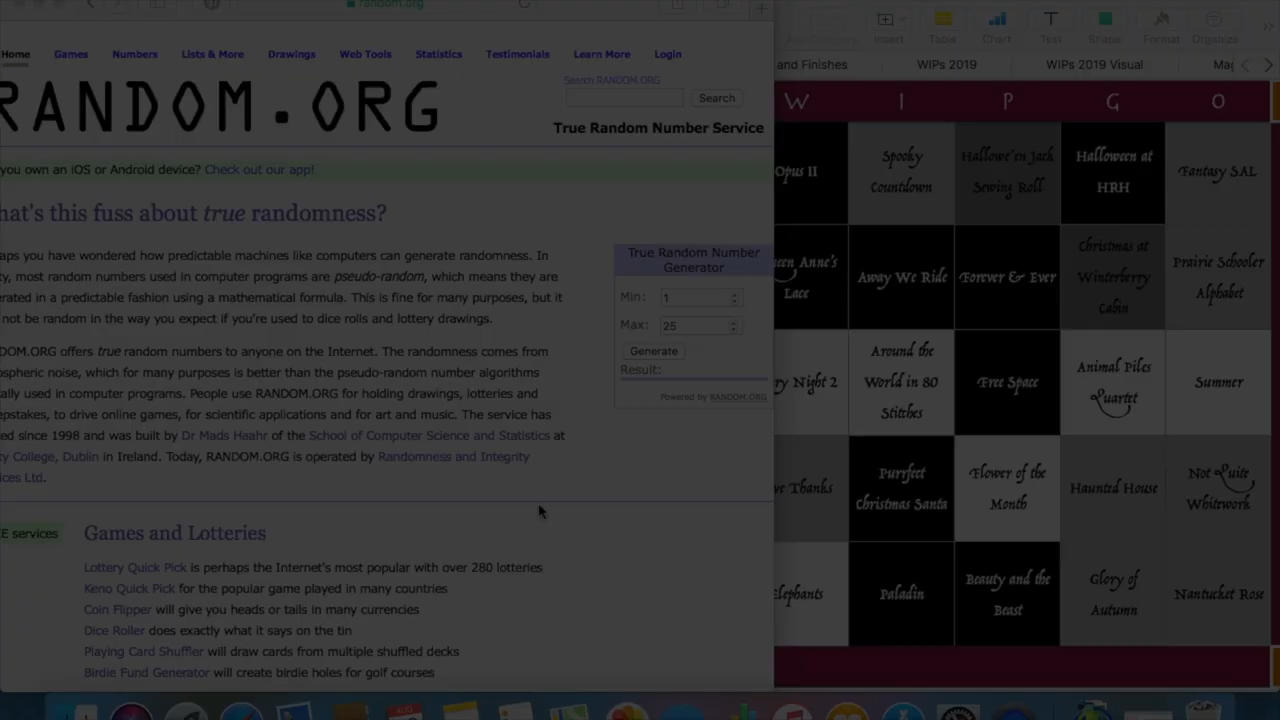 random.org
Home Games Numbers Lists & More Drawings Web Tools Statistics Testimonials Learn More Login
Search RANDOM.ORG
Search
RANDOM.ORG
True Random Number Service
you own an iOS or Android device? Check out our app!
hat's this fuss about true randomness?
aps you have wondered how predictable machines like computers can generate randomness. In
ty, most random numbers used in computer programs are pseudo-random, which means they are
erated in a predictable fashion using a mathematical formula. This is fine for many purposes, but it
not be random in the way you expect if you're used to dice rolls and lottery drawings.
DOM.ORG offers true random numbers to anyone on the Internet. The randomness comes from
ospheric noise, which for many purposes is better than the pseudo-random number algorithms
cally used in computer programs. People use RANDOM.ORG for holding drawings, lotteries and
epstakes, to drive online games, for scientific applications and for art and music. The service has
ed since 1998 and was built by Dr Mads Haahr of the School of Computer Science and Statistics at
ty College, Dublin in Ireland. Today, RANDOM.ORG is operated by Randomness and Integrity
ices Ltd.
True Random Number
Generator
Min: 1
Max: 25
Generate
Result:
Powered by RANDOM.ORG
EE services
Games and Lotteries
Lottery Quick Pick is perhaps the Internet's most popular with over 280 lotteries
Keno Quick Pick for the popular game played in many countries
Coin Flipper will give you heads or tails in many currencies
Dice Roller does exactly what it says on the tin
Playing Card Shuffler will draw cards from multiple shuffled decks
Birdie Fund Generator will create birdie holes for golf courses
Add Category Insert Table Chart Text Shape Format Organize
and Finishes WIPs 2019 WIPs 2019 Visual Mag
W I P G O
Opus II
Spooky
Countdown
Hallowe'en Jack
Sewing Roll
Halloween at
HRH
Fantasy SAL
een Anne's
Lace
Away We Ride
Forever & Ever
Christmas at
Winterberry
Cabin
Prairie Schooler
Alphabet
ry Night 2
Around the
World in 80
Stitches
Free Space
Animal Piles
Quartet
Summer
ve Thanks
Purrfect
Christmas Santa
Flower of the
Month
Haunted House
Not Quite
Whitework
Elephants
Paladin
Beauty and the
Beast
Glory of
Autumn
Nantucket Rose
AUG